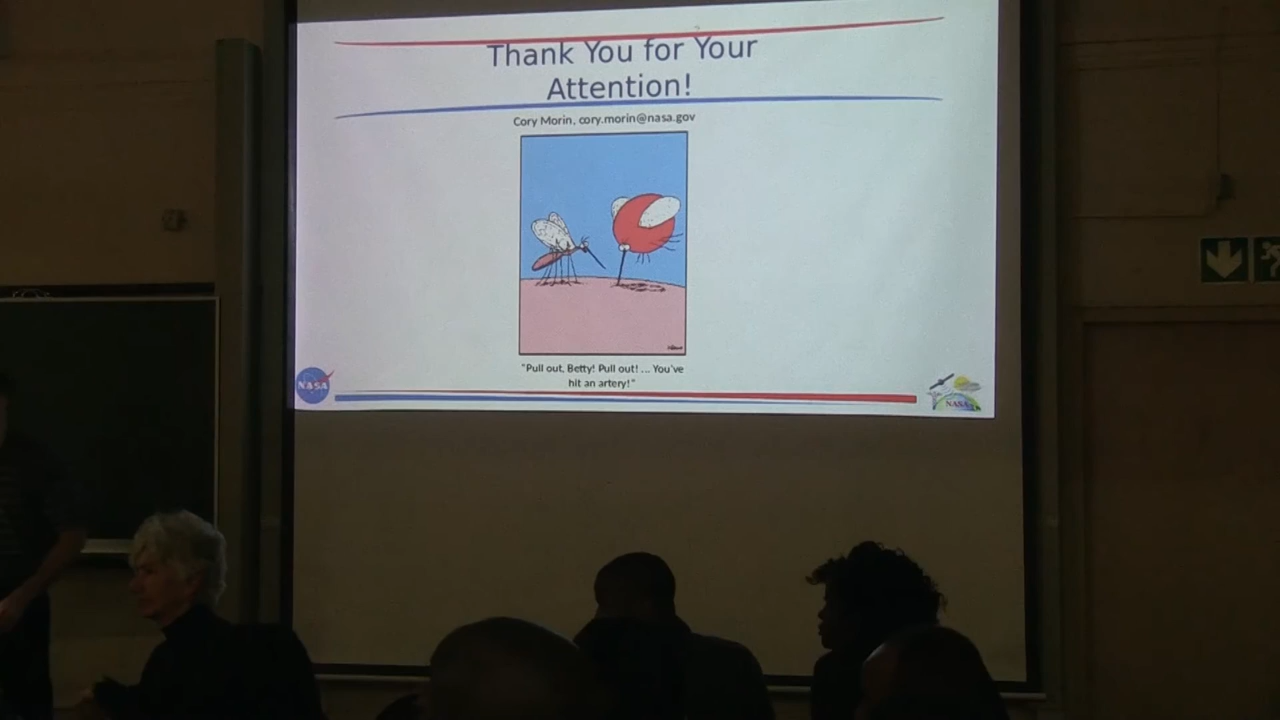 Thank You for Your
Attention!
Cory Morin, cory.morin@nasa.gov
"Pull out, Betty! Pull out! ... You've
hit an artery!"
NASA
NASA